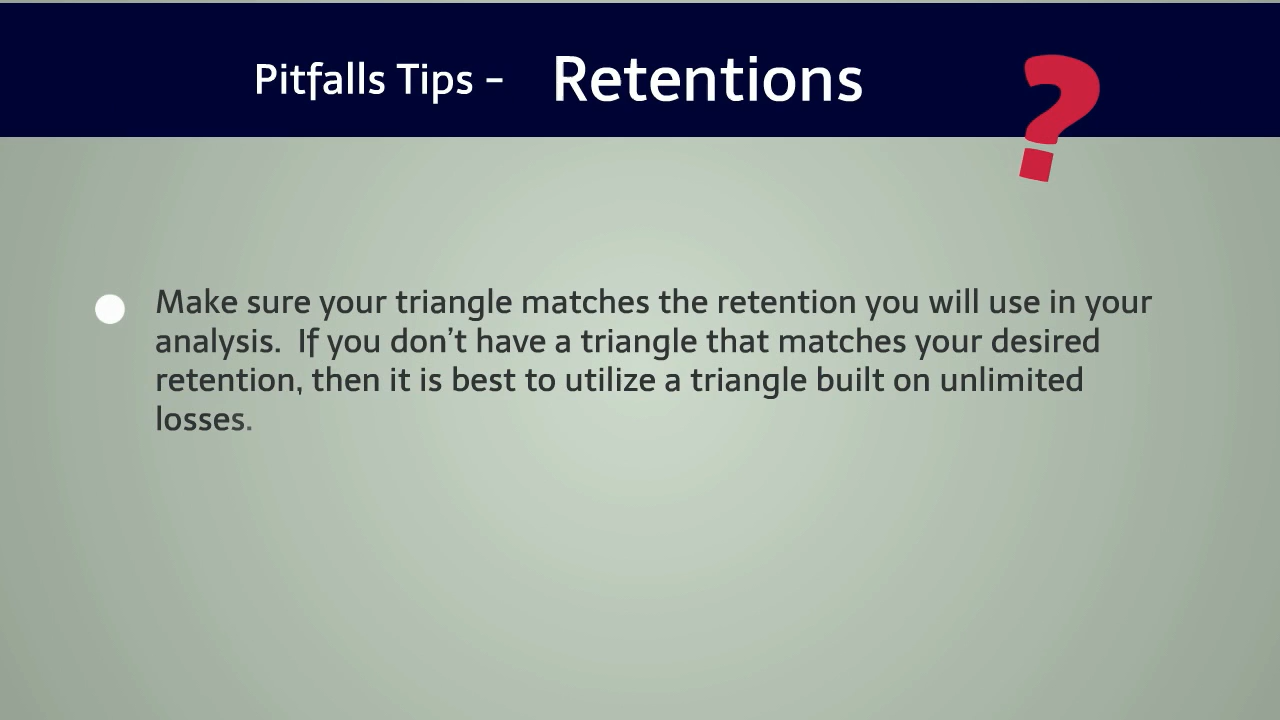 Pitfalls Tips - Retentions
?
Make sure your triangle matches the retention you will use in your
analysis.  If you don't have a triangle that matches your desired
retention, then it is best to utilize a triangle built on unlimited
losses.